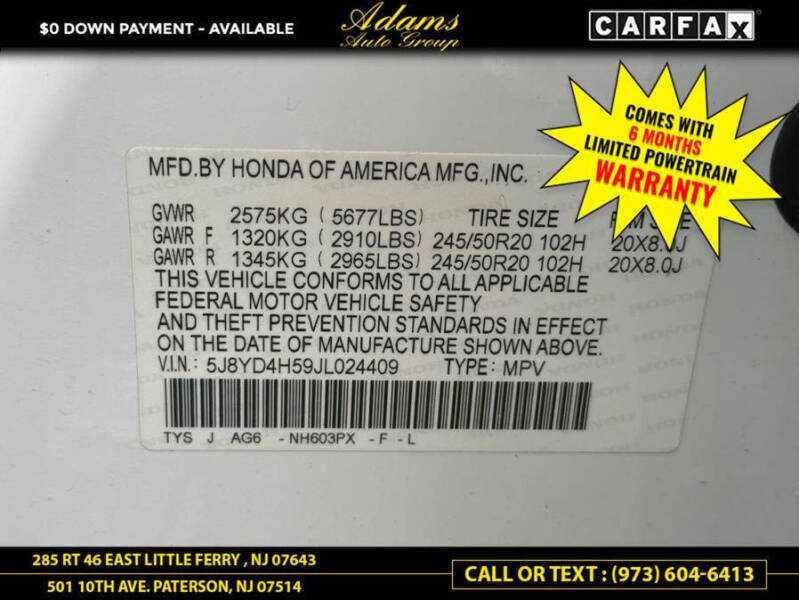 $0 DOWN PAYMENT - AVAILABLE
Adams
Auto Group
CARFAX
COMES WITH
6 MONTHS
LIMITED POWERTRAIN
WARRANTY
MFD.BY HONDA OF AMERICA MFG.,INC.
GVWR 2575KG ( 5677LBS) TIRE SIZE SIZE
GAWR F 1320KG ( 2910LBS) 245/50R20 102H 20X8.0J
GAWR R 1345KG ( 2965LBS) 245/50R20 102H 20X8.0J
THIS VEHICLE CONFORMS TO ALL APPLICABLE
FEDERAL MOTOR VEHICLE SAFETY
AND THEFT PREVENTION STANDARDS IN EFFECT
ON THE DATE OF MANUFACTURE SHOWN ABOVE.
V.I.N.: 5J8YD4H59JL024409 TYPE: MPV
TYS J AG6 - NH603PX - F - L
285 RT 46 EAST LITTLE FERRY , NJ 07643
501 10TH AVE. PATERSON, NJ 07514
CALL OR TEXT : (973) 604-6413